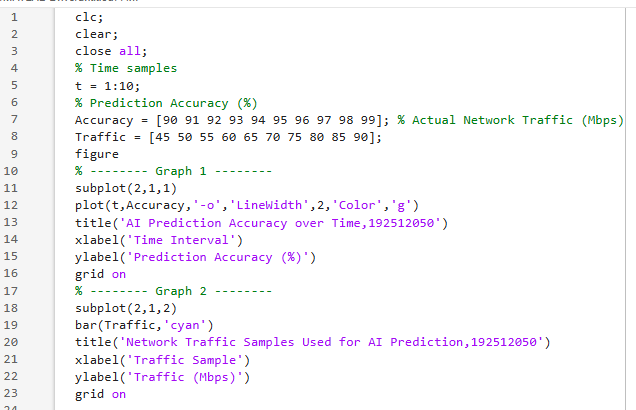 1 clc;
2 clear;
3 close all;
4 % Time samples
5 t = 1:10;
6 % Prediction Accuracy (%)
7 Accuracy = [90 91 92 93 94 95 96 97 98 99]; % Actual Network Traffic (Mbps)
8 Traffic = [45 50 55 60 65 70 75 80 85 90];
9 figure
10 % -------- Graph 1 --------
11 subplot(2,1,1)
12 plot(t,Accuracy,'-o','LineWidth',2,'Color','g')
13 title('AI Prediction Accuracy over Time,192512050')
14 xlabel('Time Interval')
15 ylabel('Prediction Accuracy (%)')
16 grid on
17 % -------- Graph 2 --------
18 subplot(2,1,2)
19 bar(Traffic,'cyan')
20 title('Network Traffic Samples Used for AI Prediction,192512050')
21 xlabel('Traffic Sample')
22 ylabel('Traffic (Mbps)')
23 grid on